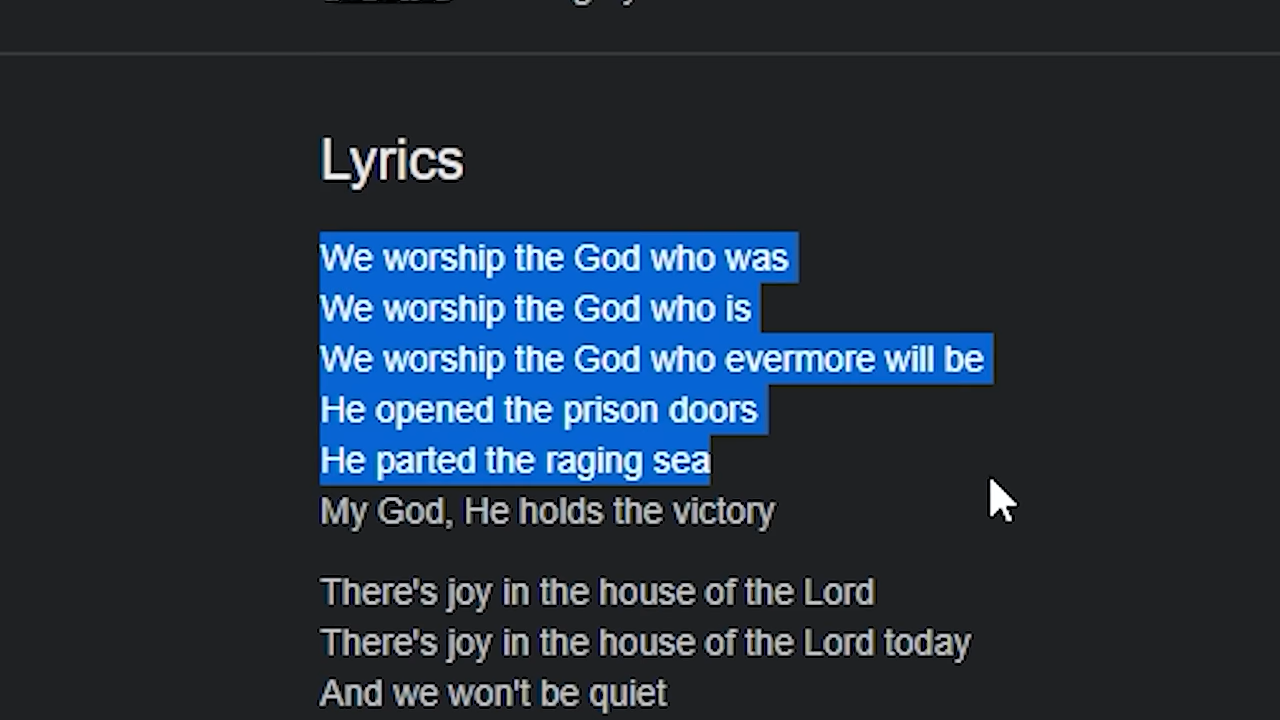 Lyrics
We worship the God who was
We worship the God who is
We worship the God who evermore will be
He opened the prison doors
He parted the raging sea
My God, He holds the victory
There's joy in the house of the Lord
There's joy in the house of the Lord today
And we won't be quiet